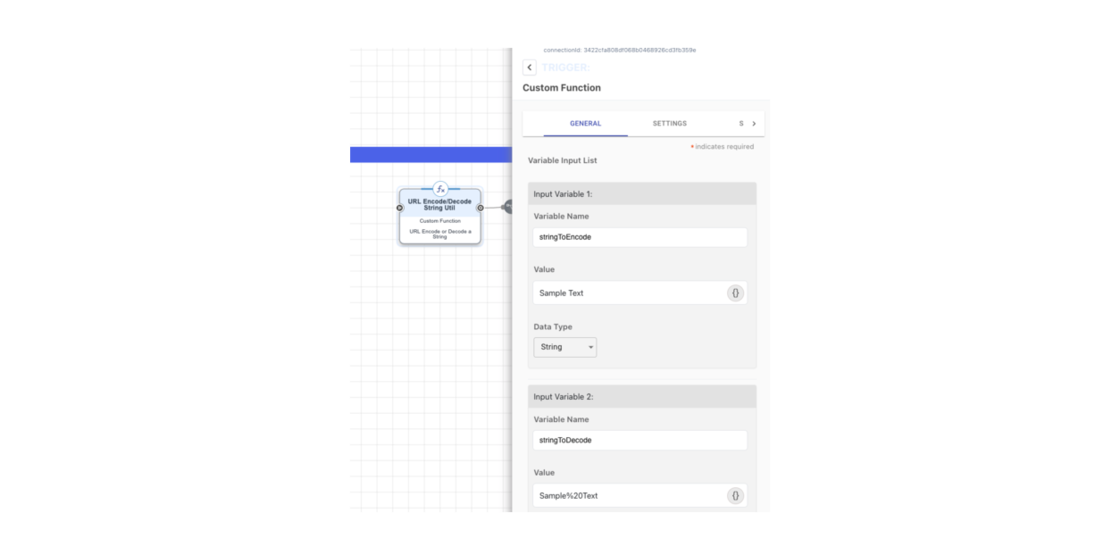 connectionId: 3422cfa808df068b0468926cd3fb359e
TRIGGER:
Custom Function
GENERAL SETTINGS S
• indicates required
Variable Input List
Input Variable 1:
Variable Name
stringToEncode
Value
Sample Text {}
Data Type
String
Input Variable 2:
Variable Name
stringToDecode
Value
Sample%20Text {}
URL Encode/Decode
String Util
Custom Function
URL Encode or Decode a
String